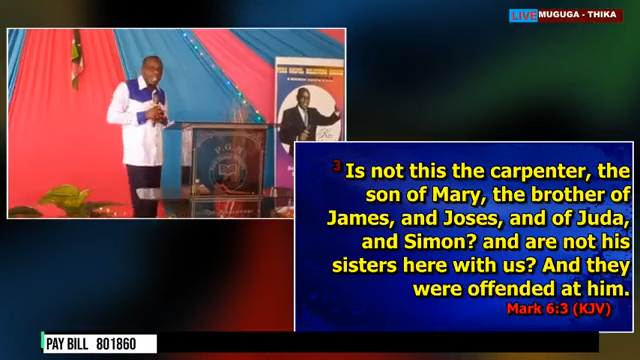 LIVE MUGUGA - THIKA
P.G.M
3 Is not this the carpenter, the
son of Mary, the brother of
James, and Joses, and of Juda,
and Simon? and are not his
sisters here with us? And they
were offended at him.
Mark 6:3 (KJV)
PAY BILL 801860